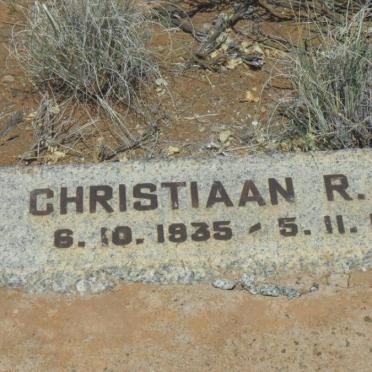 CHRISTIAAN R.
6.10.1935 - 5.11.